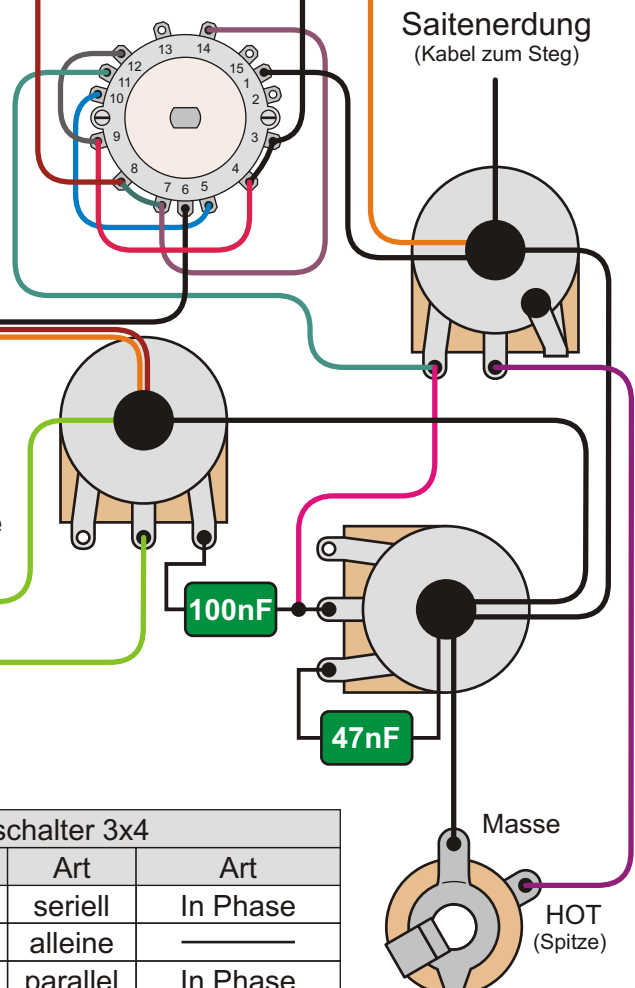 Saitenerdung
(Kabel zum Steg)
13
14
12
15
11
1
10
2
9
3
8
4
7
6
5
100nF
47nF
Masse
HOT
(Spitze)
schalter 3x4
Art
Art
seriell
In Phase
alleine
parallel
In Phase